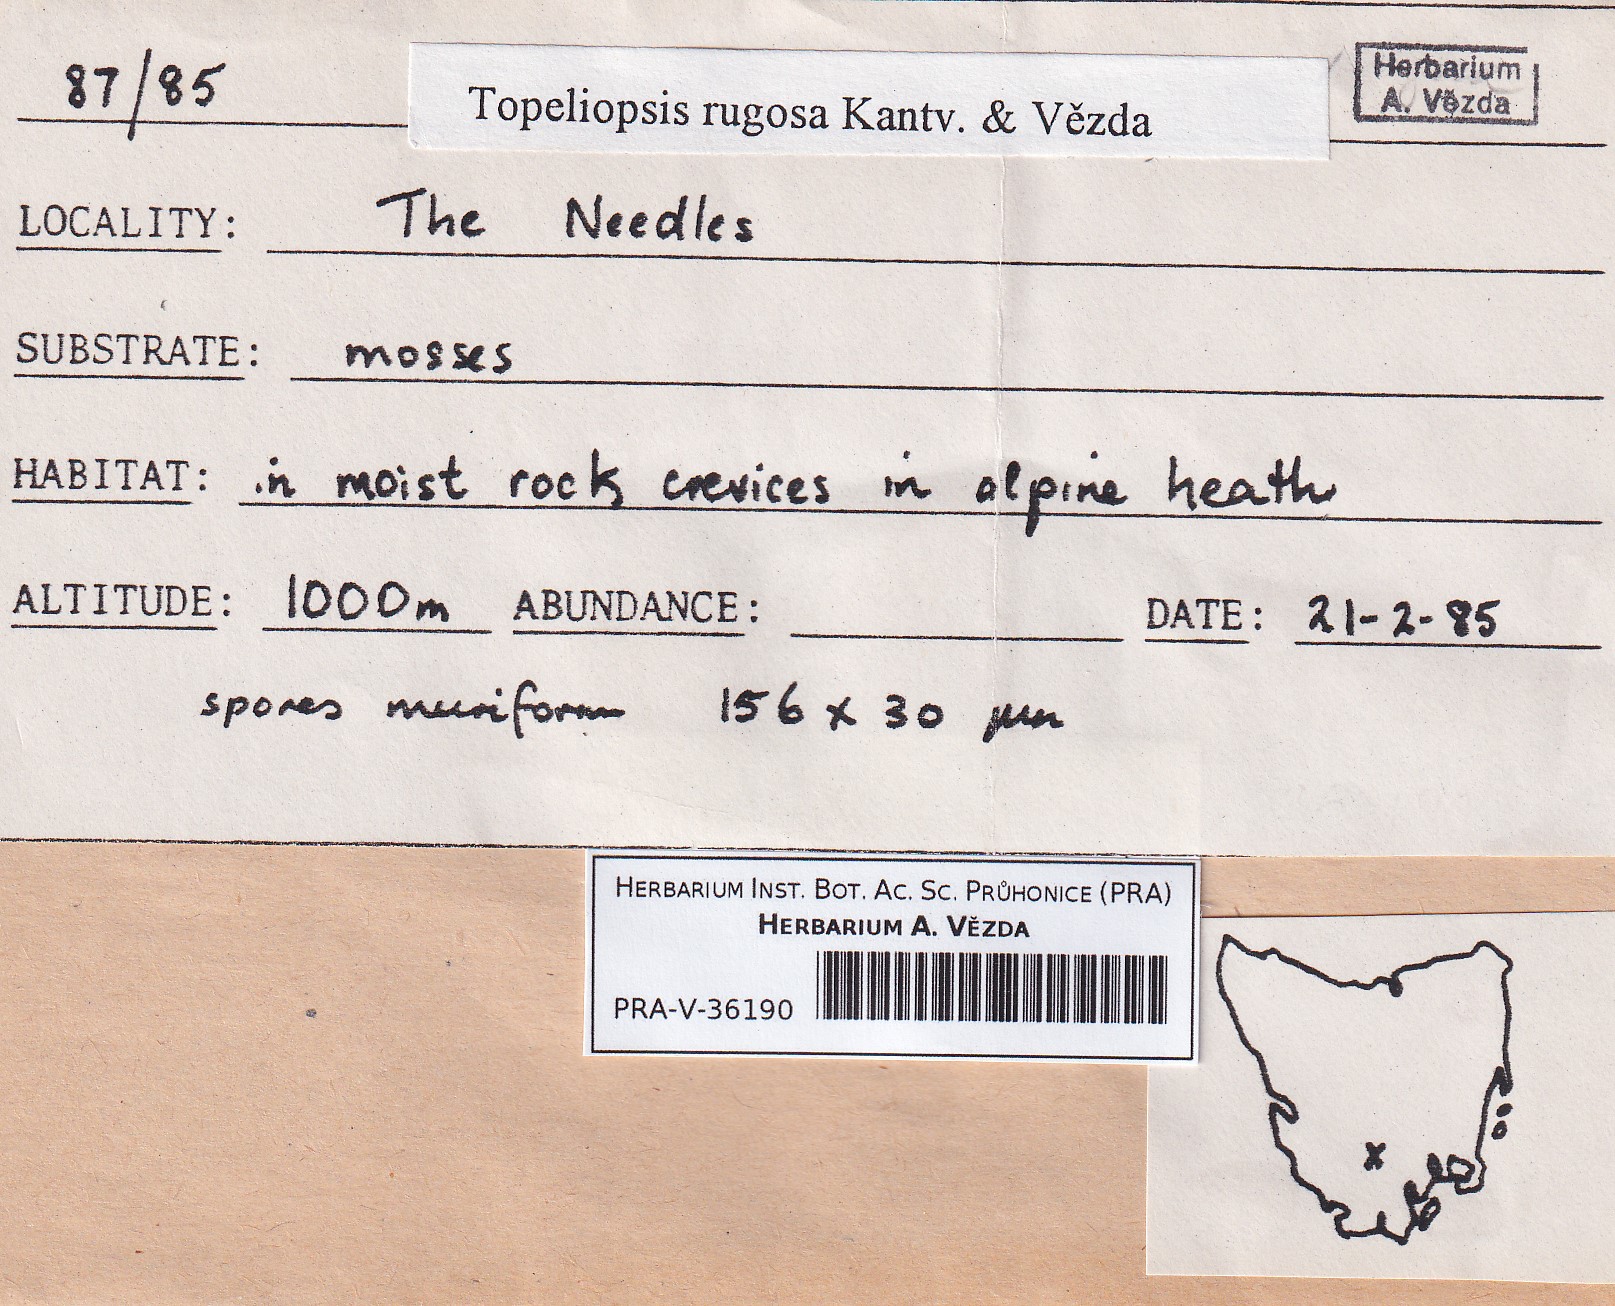 87/85
Topeliopsis rugosa Kantv. & Vězda
Herbarium
A. Vězda
LOCALITY: The Needles
SUBSTRATE: mosses
HABITAT: in moist rock crevices in alpine heath
ALTITUDE: 1000m ABUNDANCE: DATE: 21-2-85
spores muriform 156 x 30 µm
HERBARIUM INST. BOT. AC. SC. PRŮHONICE (PRA)
HERBARIUM A. VĚZDA
PRA-V-36190
x